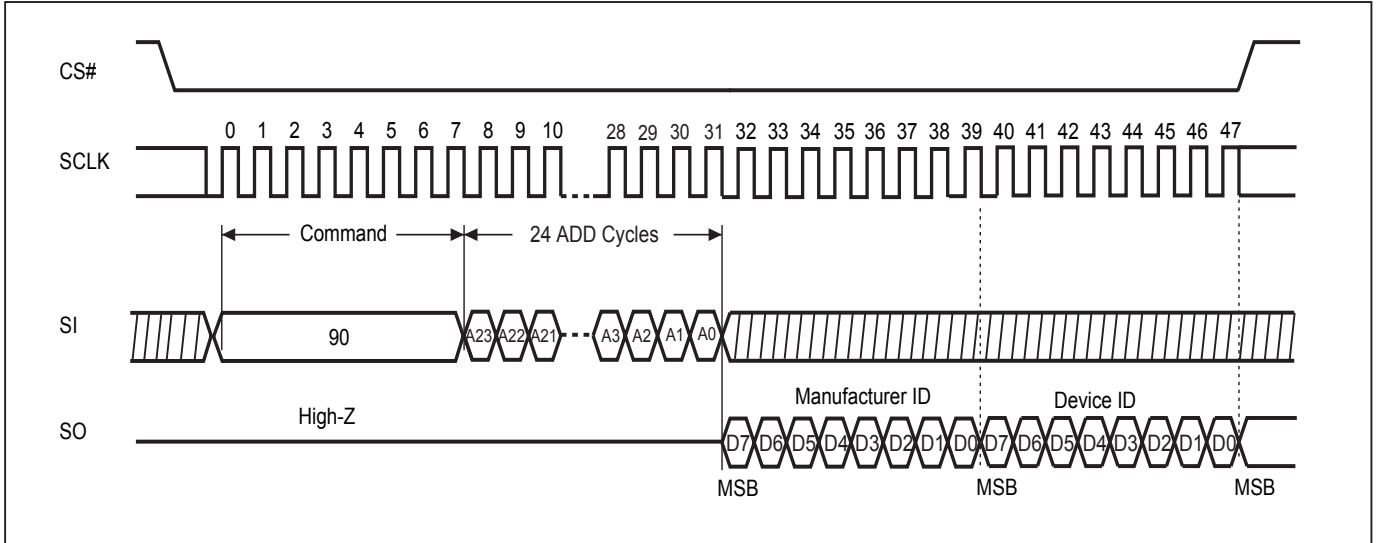 CS#
0 1 2 3 4 5 6 7 8 9 10 28 29 30 31 32 33 34 35 36 37 38 39 40 41 42 43 44 45 46 47
SCLK
Command 24 ADD Cycles
SI 90 A23 A22 A21 A3 A2 A1 A0
Manufacturer ID Device ID
High-Z
SO D7 D6 D5 D4 D3 D2 D1 D0 D7 D6 D5 D4 D3 D2 D1 D0
MSB MSB MSB